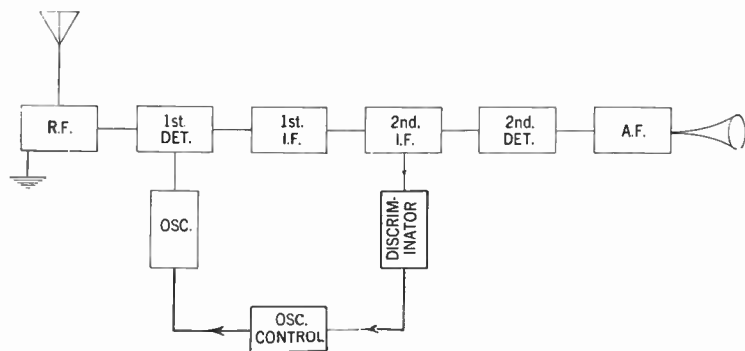 R.F.
1st.
DET.
1st.
I.F.
2nd.
I.F.
2nd.
DET.
A.F.
OSC.
DISCRIM-
INATOR
OSC.
CONTROL